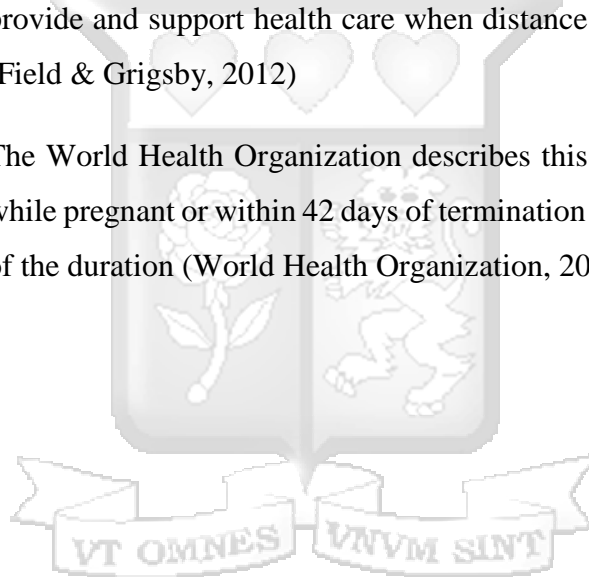 provide and support health care when distance
Field & Grigsby, 2012)
The World Health Organization describes this
while pregnant or within 42 days of termination
of the duration (World Health Organization, 20
VT OMNES VNVM SINT